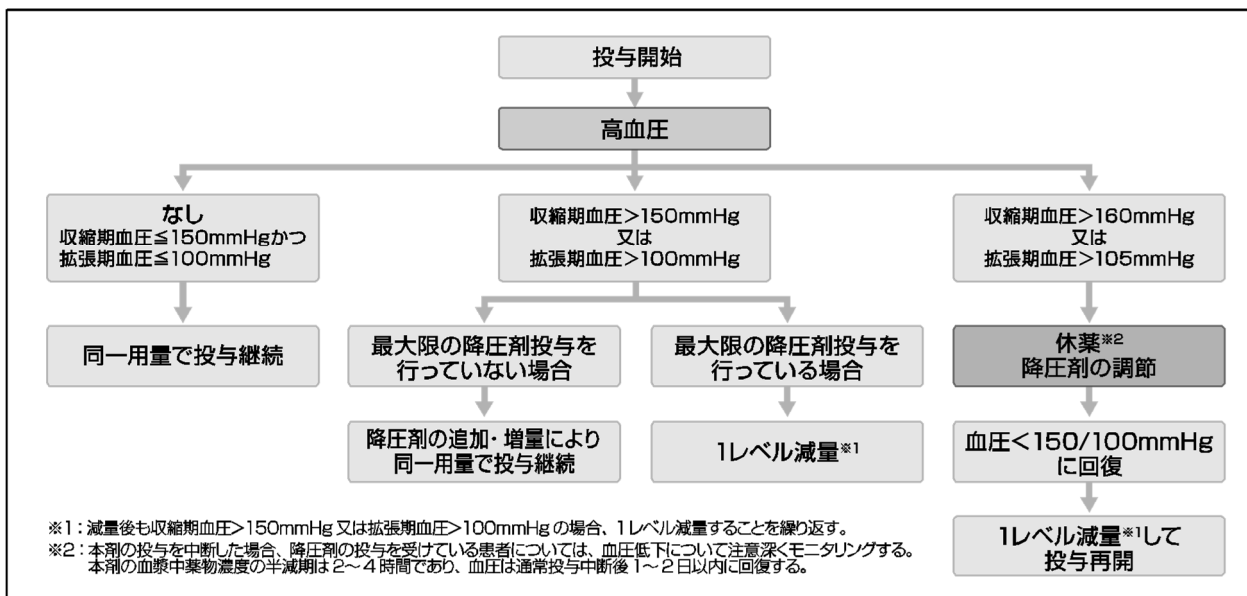 投与開始
高血圧
なし
収縮期血圧≦150mmHgかつ
拡張期血圧≦100mmHg
収縮期血圧>150mmHg
又は
拡張期血圧>100mmHg
収縮期血圧>160mmHg
又は
拡張期血圧>105mmHg
同一用量で投与継続
最大限の降圧剤投与を
行っていない場合
最大限の降圧剤投与を
行っている場合
休薬※2
降圧剤の調節
降圧剤の追加・増量により
同一用量で投与継続
1レベル減量※1
血圧<150/100mmHg
に回復
1レベル減量※1して
投与再開
※1：減量後も収縮期血圧>150mmHg 又は拡張期血圧>100mmHg の場合、1レベル減量することを繰り返す。
※2：本剤の投与を中断した場合、降圧剤の投与を受けている患者については、血圧低下について注意深くモニタリングする。
本剤の血漿中薬物濃度の半減期は2～4時間であり、血圧は通常投与中断後1～2日以内に回復する。